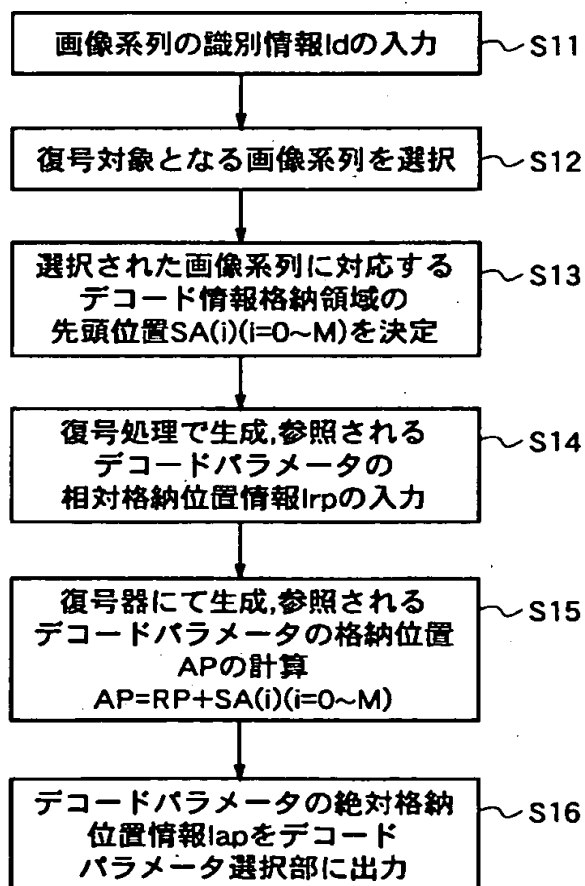 画像系列の識別情報Idの入力 S11
復号対象となる画像系列を選択 S12
選択された画像系列に対応する
デコード情報格納領域の S13
先頭位置SA(i)(i=0~M)を決定
復号処理で生成,参照される S14
デコードパラメータの
相対格納位置情報Irpの入力
復号器にて生成,参照される S15
デコードパラメータの格納位置
APの計算
AP=RP+SA(i)(i=0~M)
デコードパラメータの絶対格納 S16
位置情報Iapをデコード
パラメータ選択部に出力